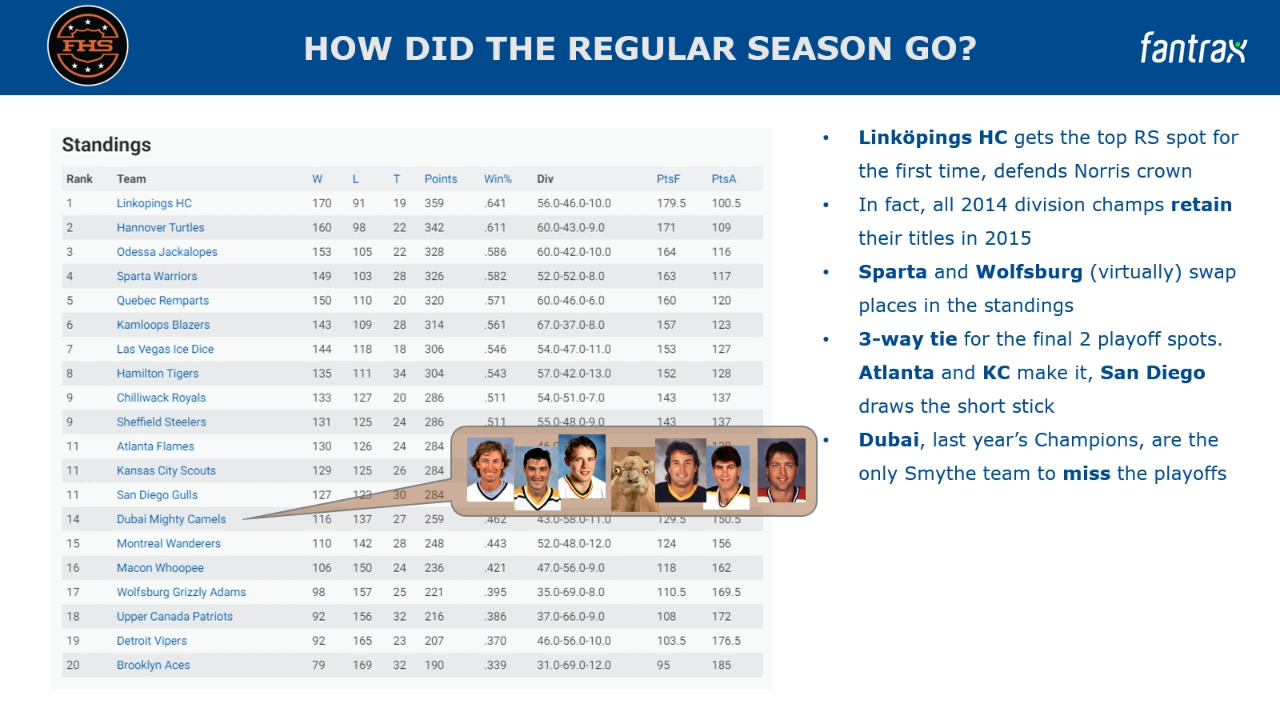 FHS
HOW DID THE REGULAR SEASON GO?
fantrax
Standings
Rank Team W L T Points Win% Div PtsF PtsA
1 Linkopings HC 170 91 19 359 .641 56.0-46.0-10.0 179.5 100.5
2 Hannover Turtles 160 98 22 342 .611 60.0-43.0-9.0 171 109
3 Odessa Jackalopes 153 105 22 328 .586 60.0-42.0-10.0 164 116
4 Sparta Warriors 149 103 28 326 .582 52.0-52.0-8.0 163 117
5 Quebec Remparts 150 110 20 320 .571 60.0-46.0-6.0 160 120
6 Kamloops Blazers 143 109 28 314 .561 67.0-37.0-8.0 157 123
7 Las Vegas Ice Dice 144 118 18 306 .546 54.0-47.0-11.0 153 127
8 Hamilton Tigers 135 111 34 304 .543 57.0-42.0-13.0 152 128
9 Chilliwack Royals 133 127 20 286 .511 54.0-51.0-7.0 143 137
9 Sheffield Steelers 131 125 24 286 .511 55.0-48.0-9.0 143 137
11 Atlanta Flames 130 126 24 284
11 Kansas City Scouts 129 125 26 284
11 San Diego Gulls 127 123 30 284
14 Dubai Mighty Camels 116 137 27 259 .462 43.0-58.0-11.0 129.5 150.5
15 Montreal Wanderers 110 142 28 248 .443 52.0-48.0-12.0 124 156
16 Macon Whoopee 106 150 24 236 .421 47.0-56.0-9.0 118 162
17 Wolfsburg Grizzly Adams 98 157 25 221 .395 35.0-69.0-8.0 110.5 169.5
18 Upper Canada Patriots 92 156 32 216 .386 37.0-66.0-9.0 108 172
19 Detroit Vipers 92 165 23 207 .370 46.0-56.0-10.0 103.5 176.5
20 Brooklyn Aces 79 169 32 190 .339 31.0-69.0-12.0 95 185
• Linköpings HC gets the top RS spot for
the first time, defends Norris crown
• In fact, all 2014 division champs retain
their titles in 2015
• Sparta and Wolfsburg (virtually) swap
places in the standings
• 3-way tie for the final 2 playoff spots.
Atlanta and KC make it, San Diego
draws the short stick
• Dubai, last year’s Champions, are the
only Smythe team to miss the playoffs